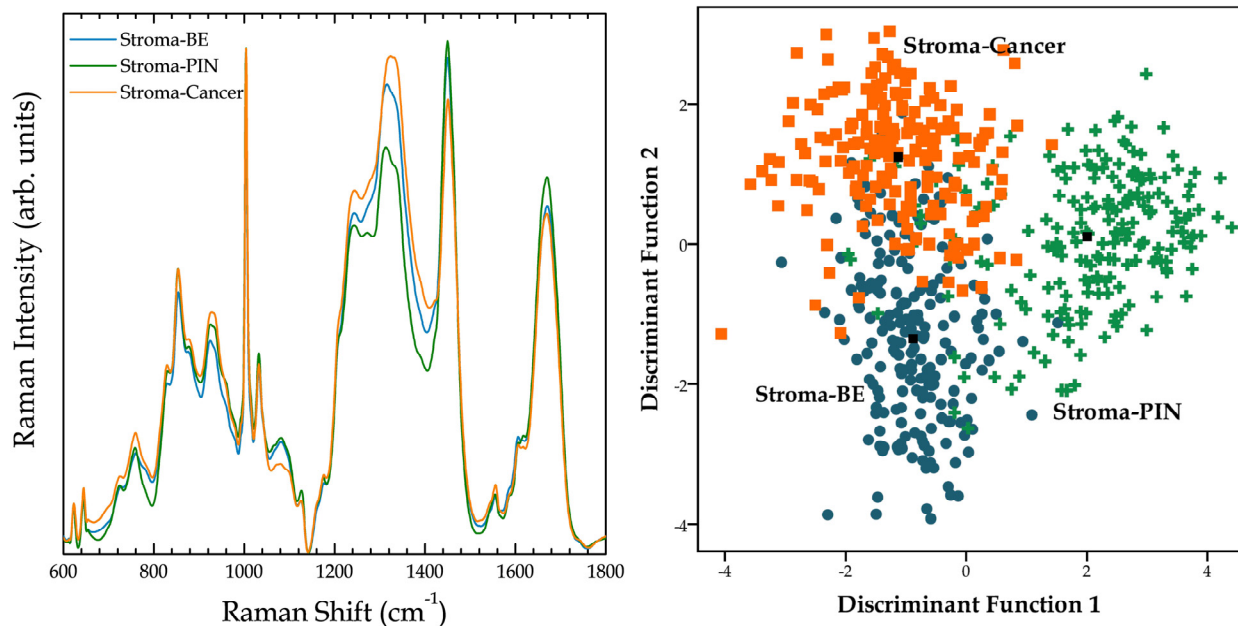 Stroma-BE
Stroma-PIN
Stroma-Cancer
Raman Intensity (arb. units)
600 800 1000 1200 1400 1600 1800
Raman Shift (cm⁻¹)
Stroma-Cancer
Stroma-BE
Stroma-PIN
Discriminant Function 2
2
0
-2
-4
-4 -2 0 2 4
Discriminant Function 1